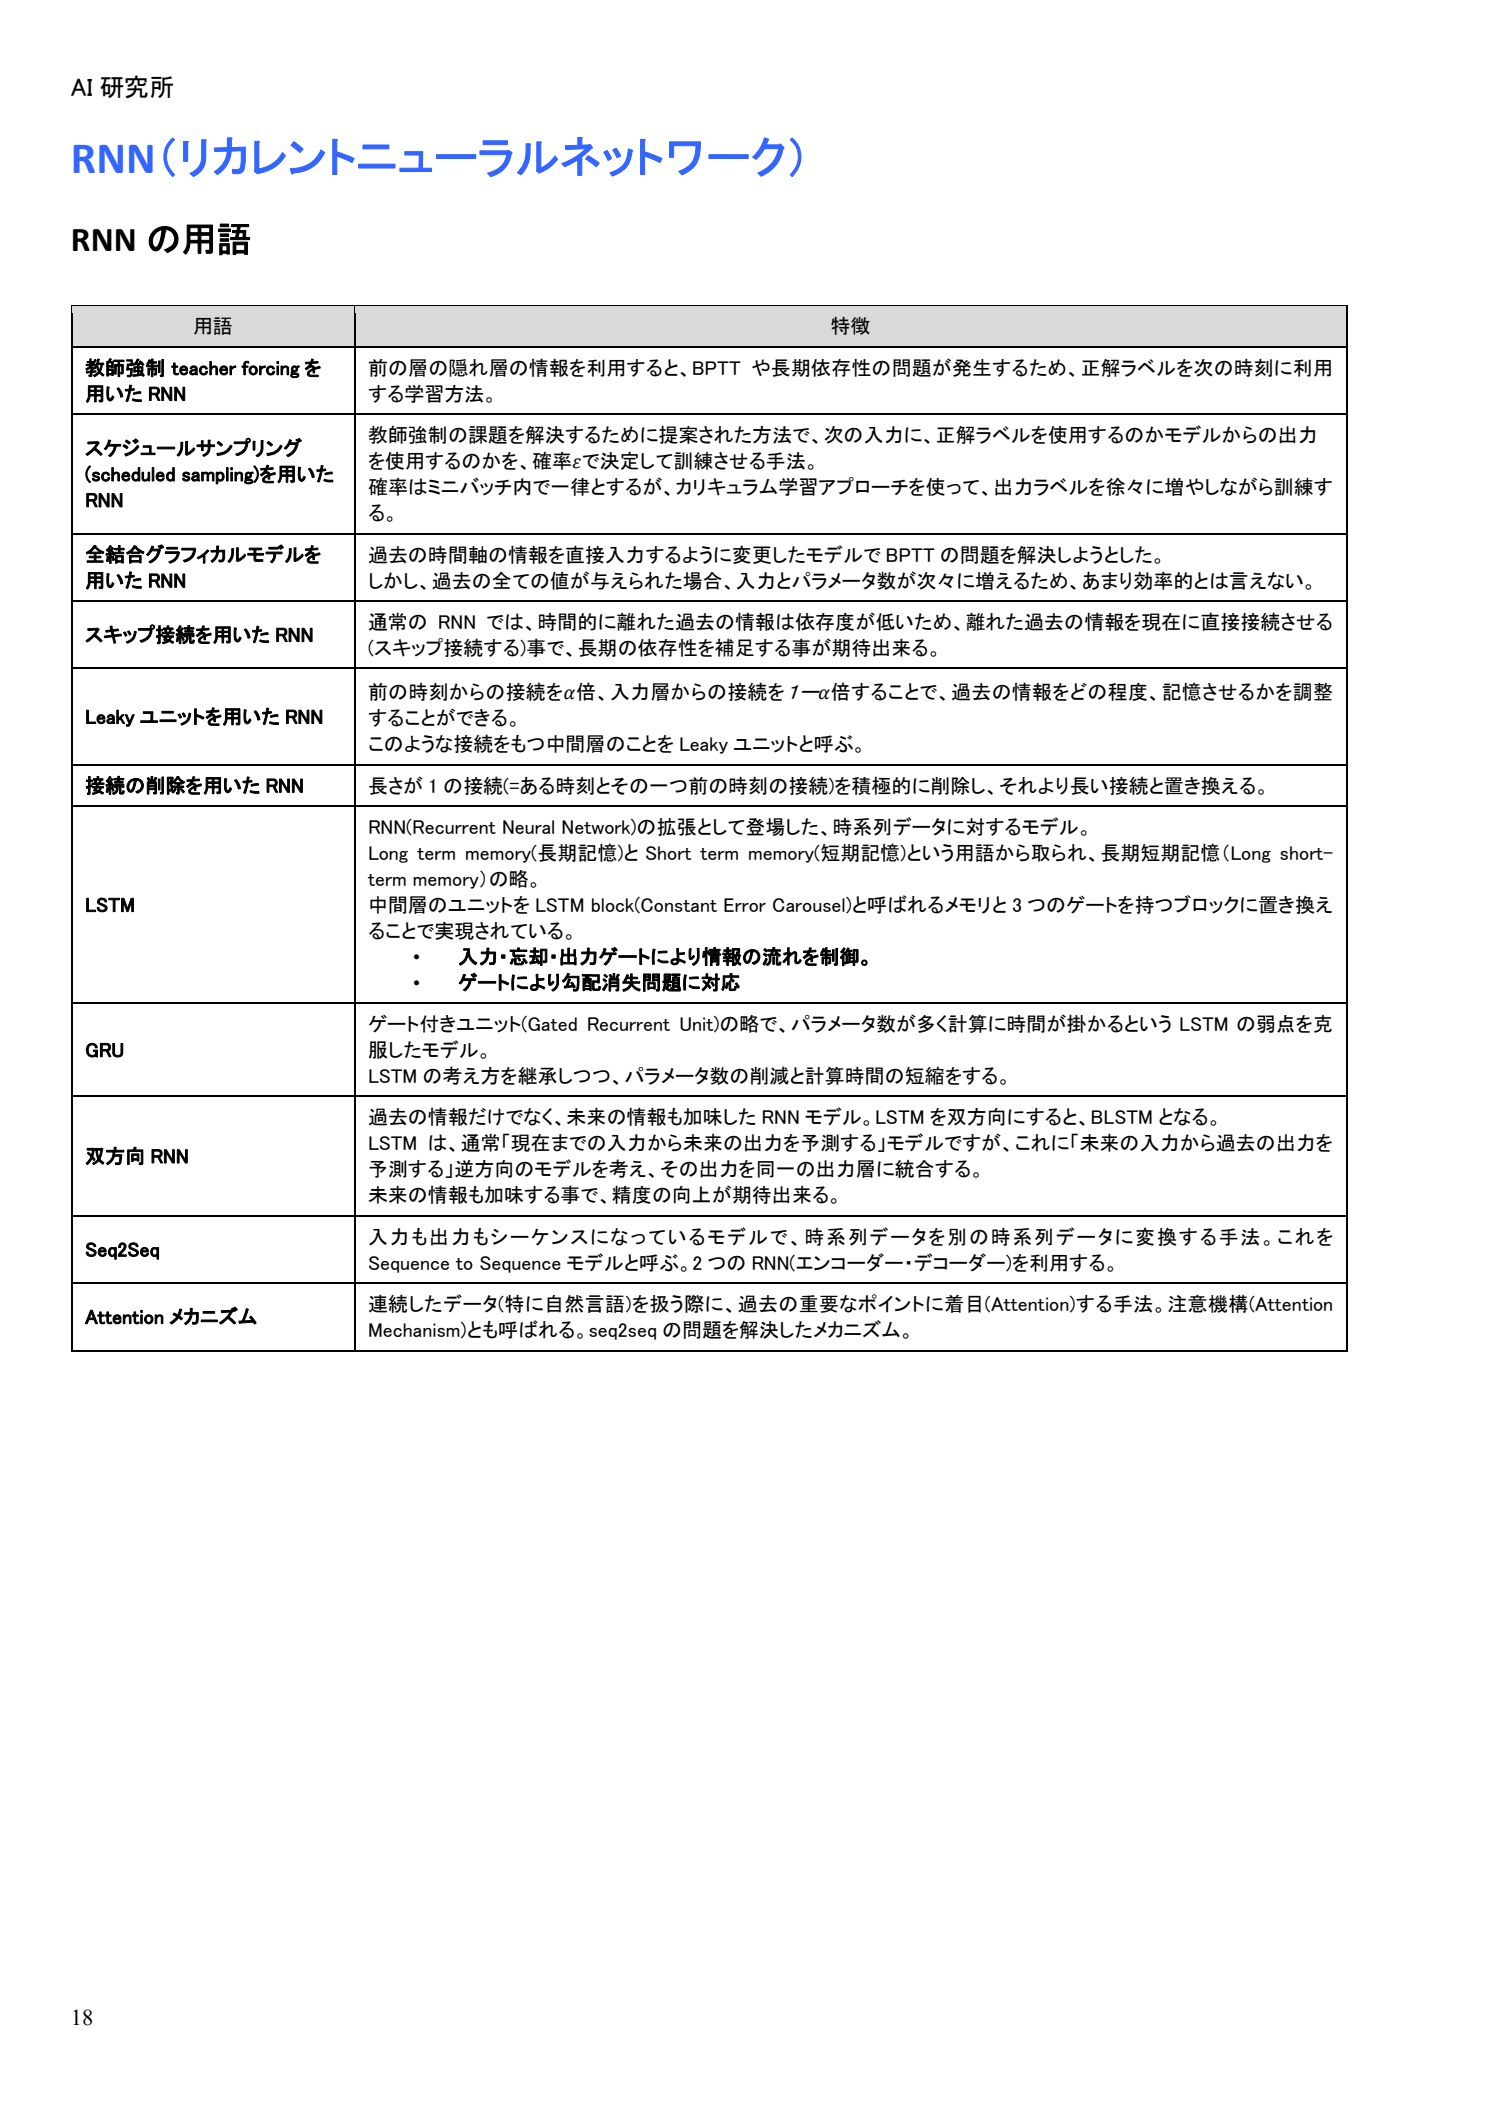 AI 研究所
RNN（リカレントニューラルネットワーク）
RNN の用語
用語
特徴
教師強制 teacher forcing を
用いた RNN
前の層の隠れ層の情報を利用すると、BPTT や長期依存性の問題が発生するため、正解ラベルを次の時刻に利用
する学習方法。
スケジュールサンプリング
(scheduled sampling)を用いた
RNN
教師強制の課題を解決するために提案された方法で、次の入力に、正解ラベルを使用するのかモデルからの出力
を使用するのかを、確率εで決定して訓練させる手法。
確率はミニバッチ内で一律とするが、カリキュラム学習アプローチを使って、出力ラベルを徐々に増やしながら訓練す
る。
全結合グラフィカルモデルを
用いた RNN
過去の時間軸の情報を直接入力するように変更したモデルで BPTT の問題を解決しようとした。
しかし、過去の全ての値が与えられた場合、入力とパラメータ数が次々に増えるため、あまり効率的とは言えない。
スキップ接続を用いた RNN
通常の RNN では、時間的に離れた過去の情報は依存度が低いため、離れた過去の情報を現在に直接接続させる
(スキップ接続する)事で、長期の依存性を補足する事が期待出来る。
Leaky ユニットを用いた RNN
前の時刻からの接続をα倍、入力層からの接続を 1―α倍することで、過去の情報をどの程度、記憶させるかを調整
することができる。
このような接続をもつ中間層のことを Leaky ユニットと呼ぶ。
接続の削除を用いた RNN
長さが 1 の接続(=ある時刻とその一つ前の時刻の接続)を積極的に削除し、それより長い接続と置き換える。
LSTM
RNN(Recurrent Neural Network)の拡張として登場した、時系列データに対するモデル。
Long term memory(長期記憶)と Short term memory(短期記憶)という用語から取られ、長期短期記憶（Long short-
term memory）の略。
中間層のユニットを LSTM block(Constant Error Carousel)と呼ばれるメモリと 3 つのゲートを持つブロックに置き換え
ることで実現されている。
・ 入力・忘却・出力ゲートにより情報の流れを制御。
・ ゲートにより勾配消失問題に対応
GRU
ゲート付きユニット(Gated Recurrent Unit)の略で、パラメータ数が多く計算に時間が掛かるという LSTM の弱点を克
服したモデル。
LSTM の考え方を継承しつつ、パラメータ数の削減と計算時間の短縮をする。
双方向 RNN
過去の情報だけでなく、未来の情報も加味した RNN モデル。LSTM を双方向にすると、BLSTM となる。
LSTM は、通常「現在までの入力から未来の出力を予測する」モデルですが、これに「未来の入力から過去の出力を
予測する」逆方向のモデルを考え、その出力を同一の出力層に統合する。
未来の情報も加味する事で、精度の向上が期待出来る。
Seq2Seq
入力も出力もシーケンスになっているモデルで、時系列データを別の時系列データに変換する手法。これを
Sequence to Sequence モデルと呼ぶ。2 つの RNN(エンコーダー・デコーダー)を利用する。
Attention メカニズム
連続したデータ(特に自然言語)を扱う際に、過去の重要なポイントに着目(Attention)する手法。注意機構(Attention
Mechanism)とも呼ばれる。seq2seq の問題を解決したメカニズム。
18